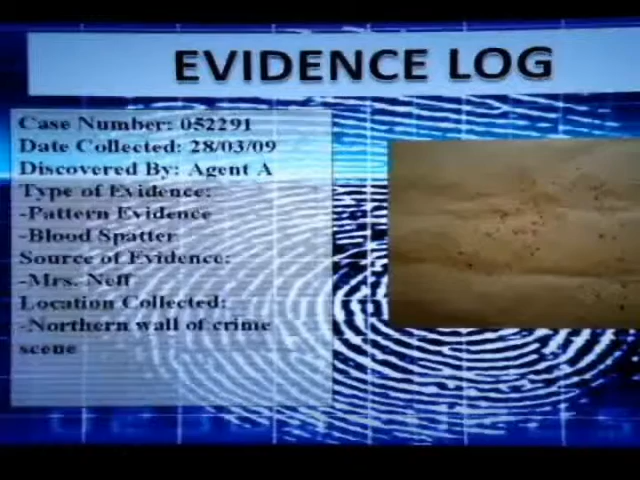 EVIDENCE LOG
Case Number: 052291
Date Collected: 28/03/09
Discovered By: Agent A
Type of Evidence:
-Pattern Evidence
-Blood Spatter
Source of Evidence:
-Mrs. Neff
Location Collected:
-Northern wall of crime
scene